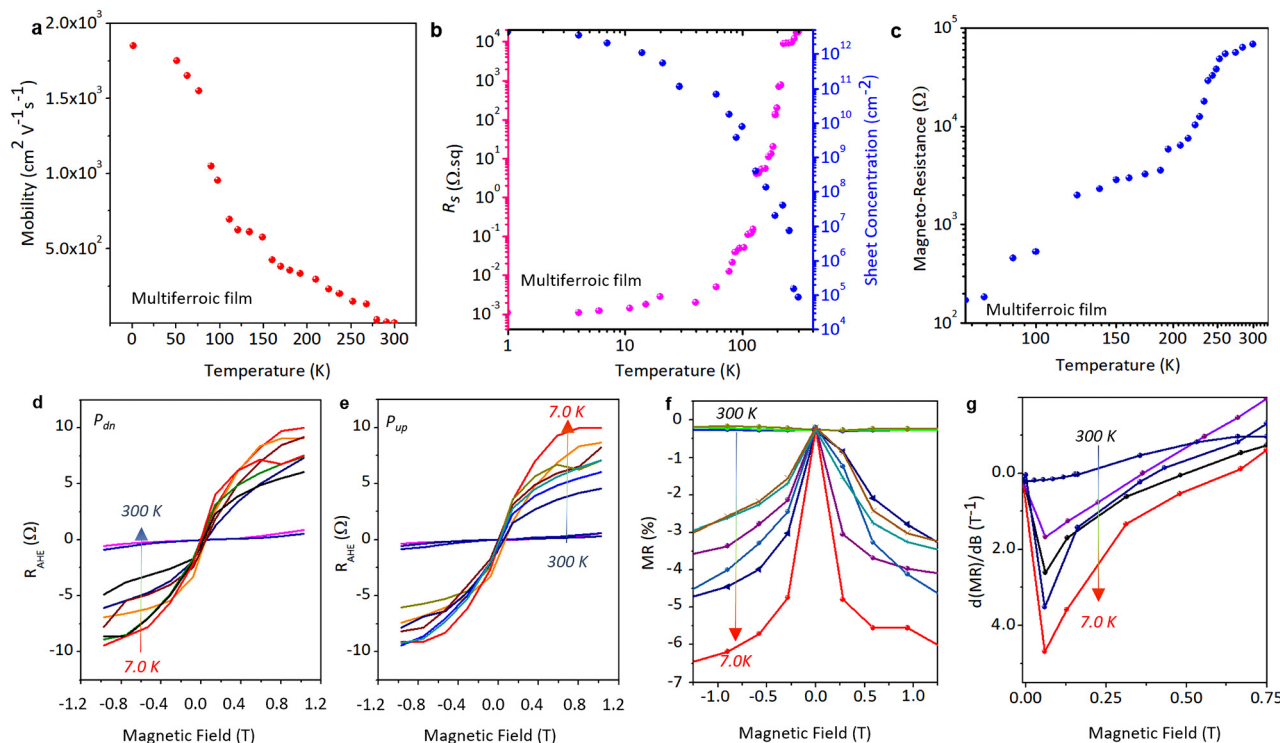 a
Mobility (cm² V⁻¹s⁻¹)
2.0x10³
1.5x10³
1.0x10³
5.0x10²
0 50 100 150 200 250 300
Multiferroic film
Temperature (K)
b
R_S (Ω.sq)
10⁴
10³
10²
10¹
10⁰
10⁻¹
10⁻²
10⁻³
1 10 100
Multiferroic film
Temperature (K)
10¹²
10¹¹
10¹⁰
10⁹
10⁸
10⁷
10⁶
10⁵
10⁴
Sheet Concentration (cm⁻²)
c
Magneto-Resistance (Ω)
10⁵
10⁴
10³
10²
100 150 200 250 300
Multiferroic film
Temperature (K)
d
P_dn
R_AHE (Ω)
10
5
0
-5
-10
300 K
7.0 K
-1.2 -0.8 -0.4 0.0 0.4 0.8 1.2
Magnetic Field (T)
e
P_up
R_AHE (Ω)
10
5
0
-5
-10
7.0 K
300 K
-1.2 -0.8 -0.4 0.0 0.4 0.8 1.2
Magnetic Field (T)
f
MR (%)
0
-1
-2
-3
-4
-5
-6
-7
300 K
7.0K
-1.0 -0.5 0.0 0.5 1.0
Magnetic Field (T)
g
d(MR)/dB (T⁻¹)
0.0
2.0
4.0
300 K
7.0 K
0.00 0.25 0.50 0.75
Magnetic Field (T)